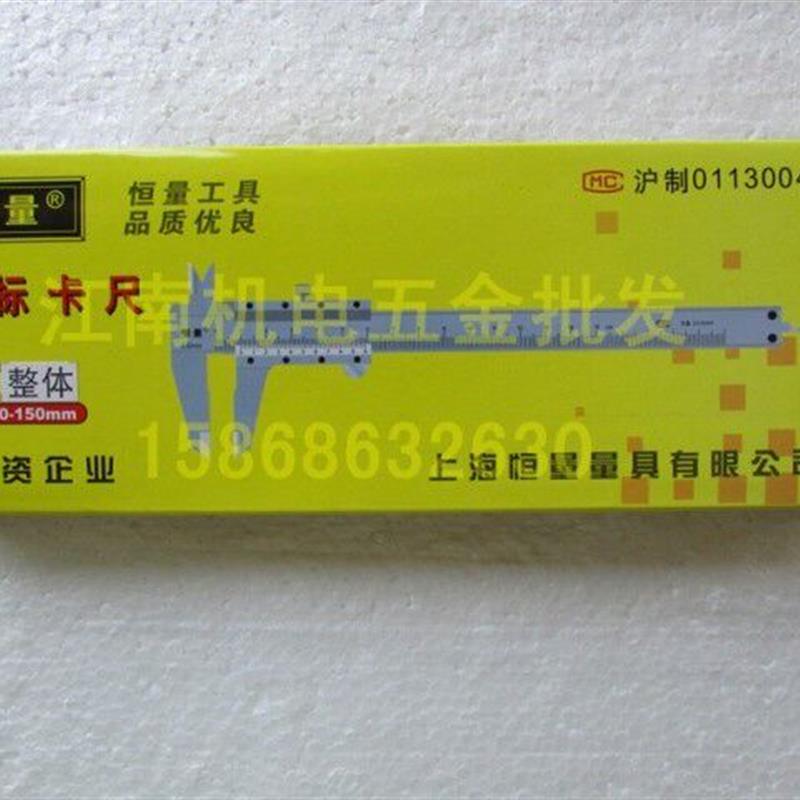 量®
恒量工具
品质优良
MC 沪制0113004
标卡尺
江南机电五金批发
整体
0-150mm
15868632630
资企业
上海恒量量具有限公司